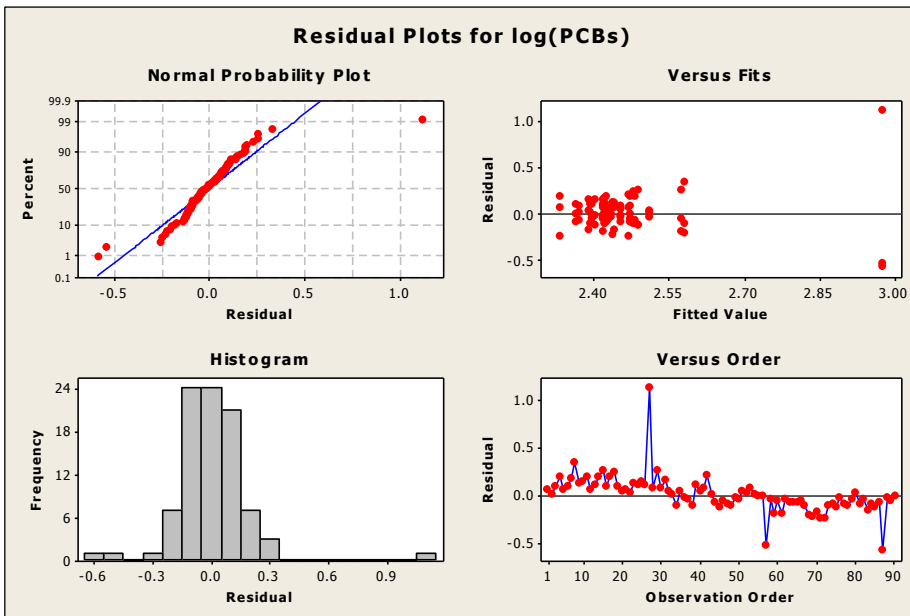 Residual Plots for log(PCBs)
Normal Probability Plot
Percent
99.9
99
90
50
10
1
0.1
-0.5 0.0 0.5 1.0
Residual
Versus Fits
Residual
1.0
0.5
0.0
-0.5
2.40 2.55 2.70 2.85 3.00
Fitted Value
Histogram
Frequency
24
18
12
6
0
-0.6 -0.3 0.0 0.3 0.6 0.9
Residual
Versus Order
Residual
1.0
0.5
0.0
-0.5
1 10 20 30 40 50 60 70 80 90
Observation Order